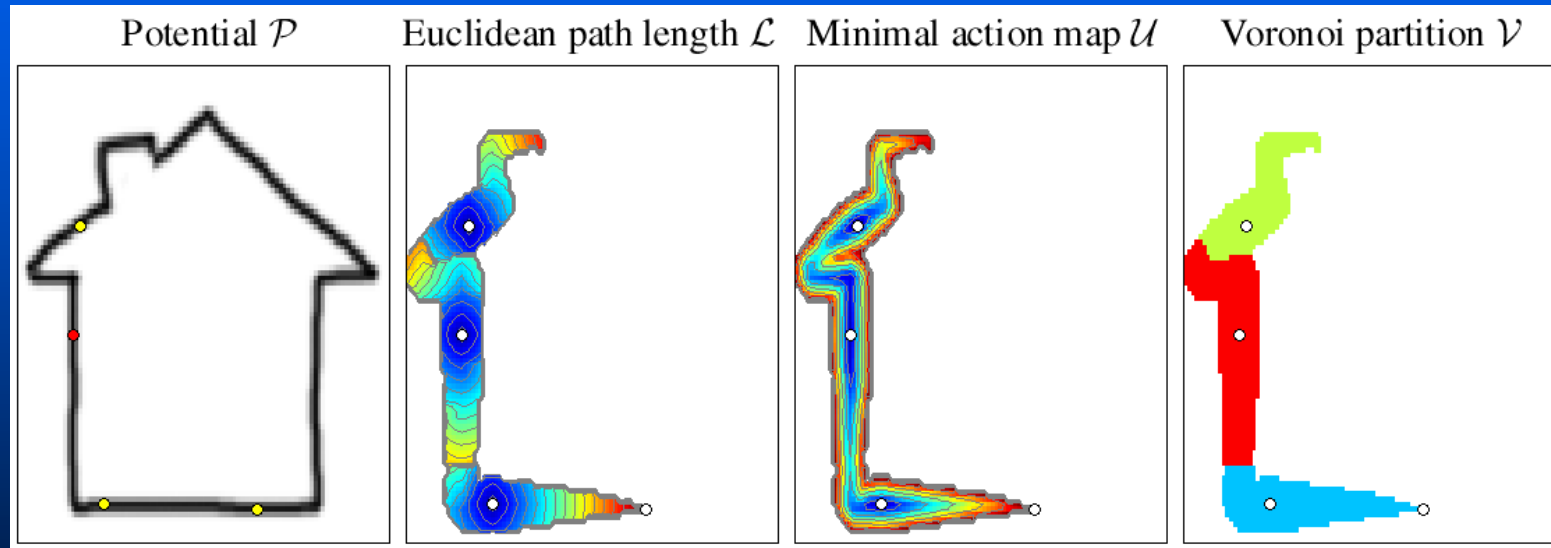 Potential 𝒫
Euclidean path length ℒ
Minimal action map 𝒰
Voronoi partition 𝒱